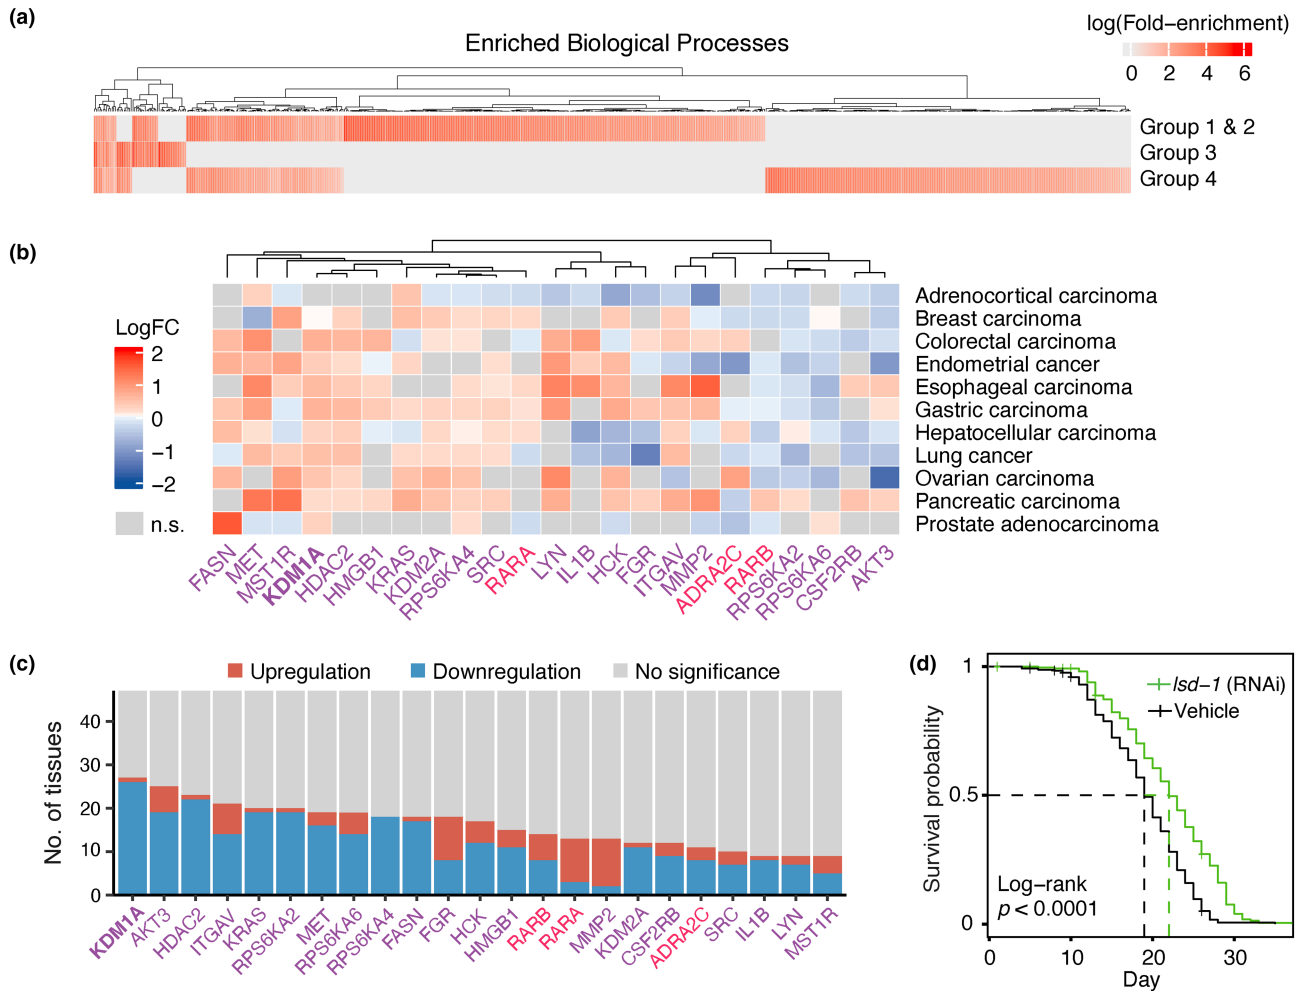 (a)
Enriched Biological Processes
log(Fold−enrichment)
0 2 4 6
Group 1 & 2
Group 3
Group 4
(b)
LogFC
2
1
0
−1
−2
n.s.
Adrenocortical carcinoma
Breast carcinoma
Colorectal carcinoma
Endometrial cancer
Esophageal carcinoma
Gastric carcinoma
Hepatocellular carcinoma
Lung cancer
Ovarian carcinoma
Pancreatic carcinoma
Prostate adenocarcinoma
FASN
MET
MST1R
KDM1A
HDAC2
HMGB1
KRAS
KDM2A
RPS6KA4
SRC
RARA
LYN
IL1B
HCK
FGR
ITGAV
MMP2
ADRA2C
RARB
RPS6KA2
RPS6KA6
CSF2RB
AKT3
(c)
Upregulation Downregulation No significance
No. of tissues
40
30
20
10
0
KDM1A
AKT3
HDAC2
ITGAV
KRAS
RPS6KA2
MET
RPS6KA6
RPS6KA4
FASN
FGR
HCK
HMGB1
RARB
RARA
MMP2
KDM2A
CSF2RB
ADRA2C
SRC
IL1B
LYN
MST1R
(d)
Survival probability
1
0.5
0
lsd-1 (RNAi)
Vehicle
Log−rank
p < 0.0001
0 10 20 30
Day